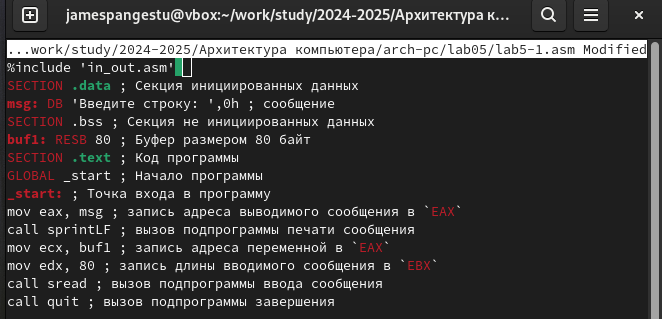 jamespangestu@vbox:~/work/study/2024-2025/Архитектура к...
...work/study/2024-2025/Архитектура компьютера/arch-pc/lab05/lab5-1.asm Modified
%include 'in_out.asm'
SECTION .data ; Секция инициированных данных
msg: DB 'Введите строку: ',0h ; сообщение
SECTION .bss ; Секция не инициированных данных
buf1: RESB 80 ; Буфер размером 80 байт
SECTION .text ; Код программы
GLOBAL _start ; Начало программы
_start: ; Точка входа в программу
mov eax, msg ; запись адреса выводимого сообщения в `EAX`
call sprintLF ; вызов подпрограммы печати сообщения
mov ecx, buf1 ; запись адреса переменной в `EAX`
mov edx, 80 ; запись длины вводимого сообщения в `EBX`
call sread ; вызов подпрограммы ввода сообщения
call quit ; вызов подпрограммы завершения